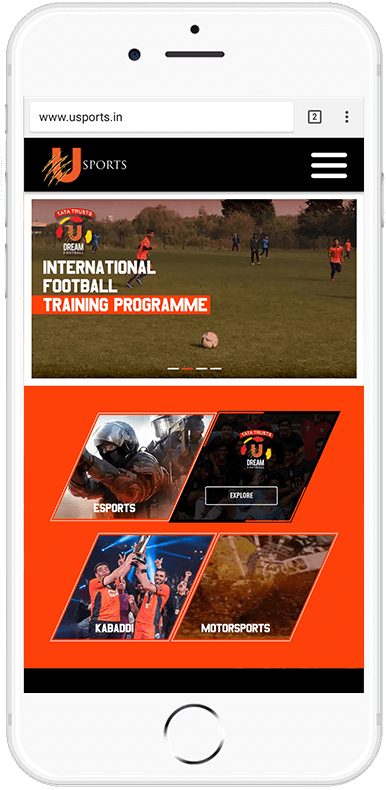 www.usports.in
2
U SPORTS
TATA TRUSTS
U
DREAM
FOOTBALL
INTERNATIONAL
FOOTBALL
TRAINING PROGRAMME
TATA TRUSTS
U
DREAM
FOOTBALL
EXPLORE
ESPORTS
KABADDI
MOTORSPORTS